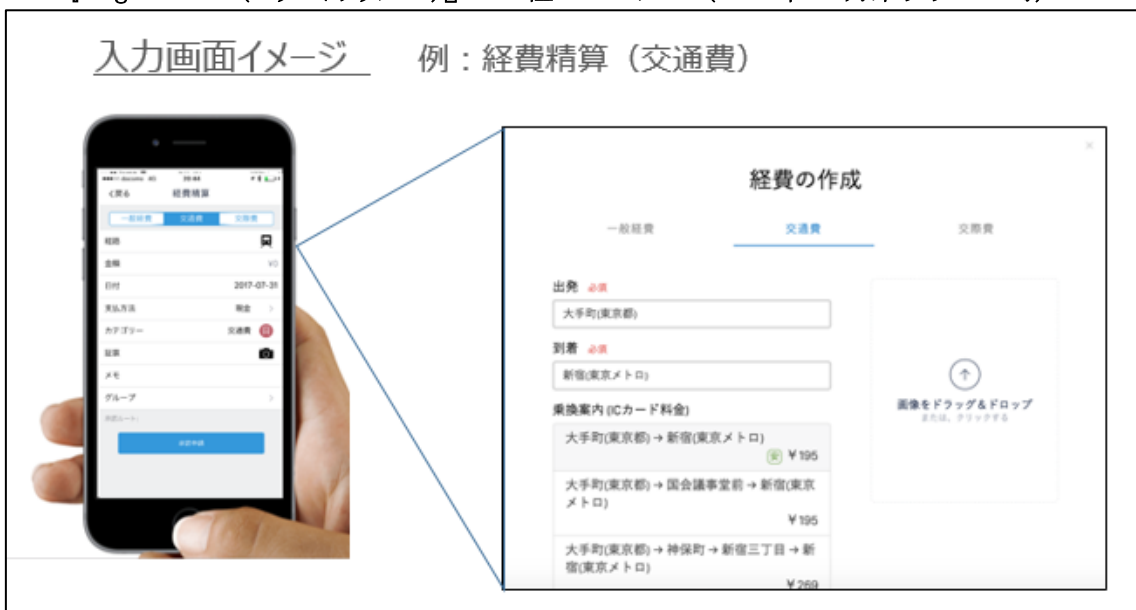 入力画面イメージ 例：経費精算（交通費）
く戻る 経費精算
一般経費 交通費 交際費
経路
金額 ¥0
日付 2017-07-31
支払方法 現金 >
カテゴリー 交通費
証票
メモ
グループ >
×
経費の作成
一般経費 交通費 交際費
出発 必須
大手町(東京都)
到着 必須
新宿(東京メトロ)
乗換案内 (ICカード料金)
大手町(東京都) → 新宿(東京メトロ)
安 ¥195
大手町(東京都) → 国会議事堂前 → 新宿(東京
メトロ)
¥195
大手町(東京都) → 神保町 → 新宿三丁目 → 新
宿(東京メトロ)
¥269
画像をドラッグ&ドロップ
または、クリックする